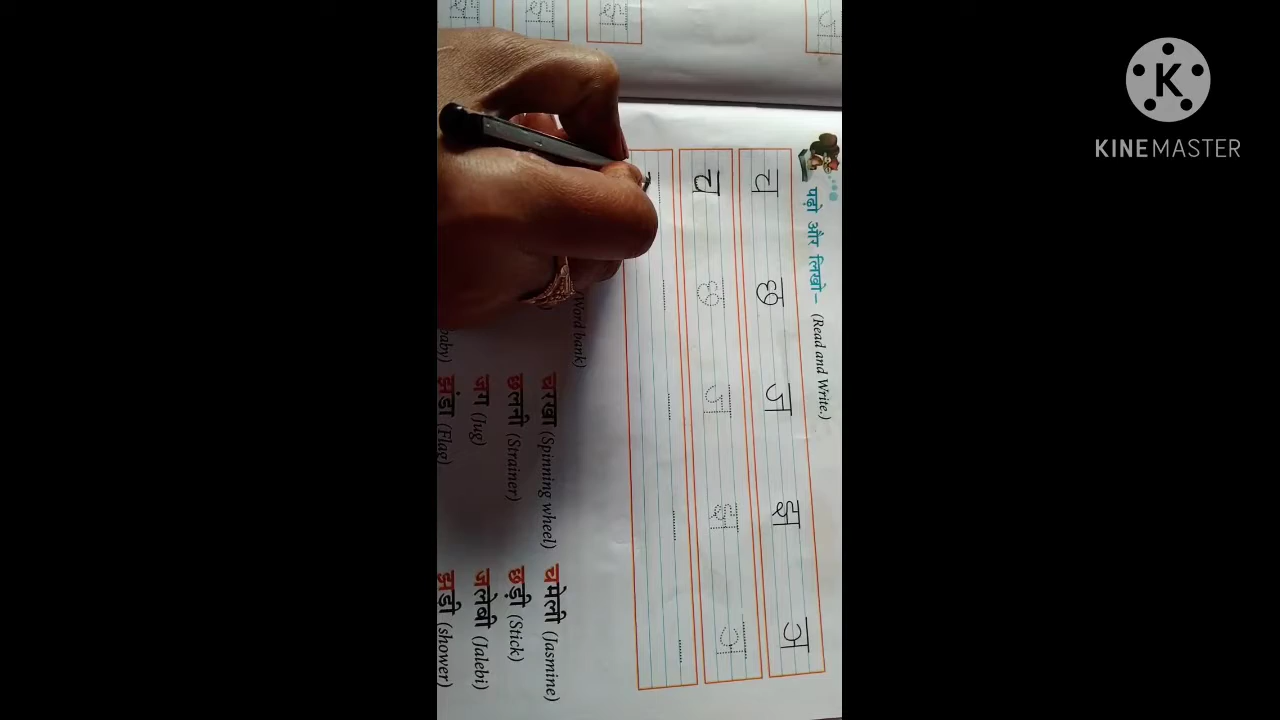 KINEMASTER
पढ़ो और लिखो– (Read and Write.)
च छ ज झ ञ
च छ ज झ ञ
(Word bank)
चरखा (Spinning wheel) चमेली (Jasmine)
छलनी (Strainer) छड़ी (Stick)
जग (Jug) जलेबी (Jalebi)
झंडा (Flag) झड़ी (shower)